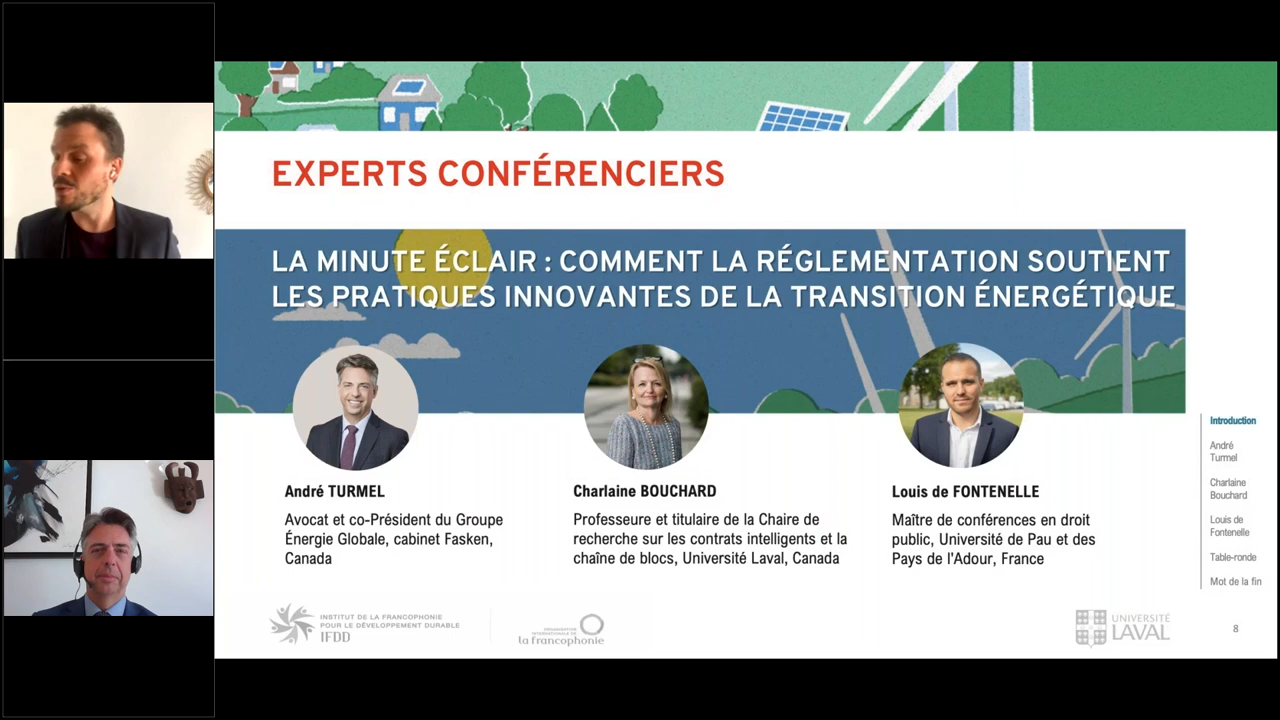 EXPERTS CONFÉRENCIERS
LA MINUTE ÉCLAIR : COMMENT LA RÉGLEMENTATION SOUTIENT
LES PRATIQUES INNOVANTES DE LA TRANSITION ÉNERGÉTIQUE
André TURMEL
Avocat et co-Président du Groupe
Énergie Globale, cabinet Fasken,
Canada
Charlaine BOUCHARD
Professeure et titulaire de la Chaire de
recherche sur les contrats intelligents et la
chaîne de blocs, Université Laval, Canada
Louis de FONTENELLE
Maître de conférences en droit
public, Université de Pau et des
Pays de l'Adour, France
Introduction
André
Turmel
Charlaine
Bouchard
Louis de
Fontenelle
Table-ronde
Mot de la fin
INSTITUT DE LA FRANCOPHONIE
POUR LE DÉVELOPPEMENT DURABLE
IFDD
ORGANISATION
INTERNATIONALE DE
la francophonie
UNIVERSITÉ
LAVAL
8